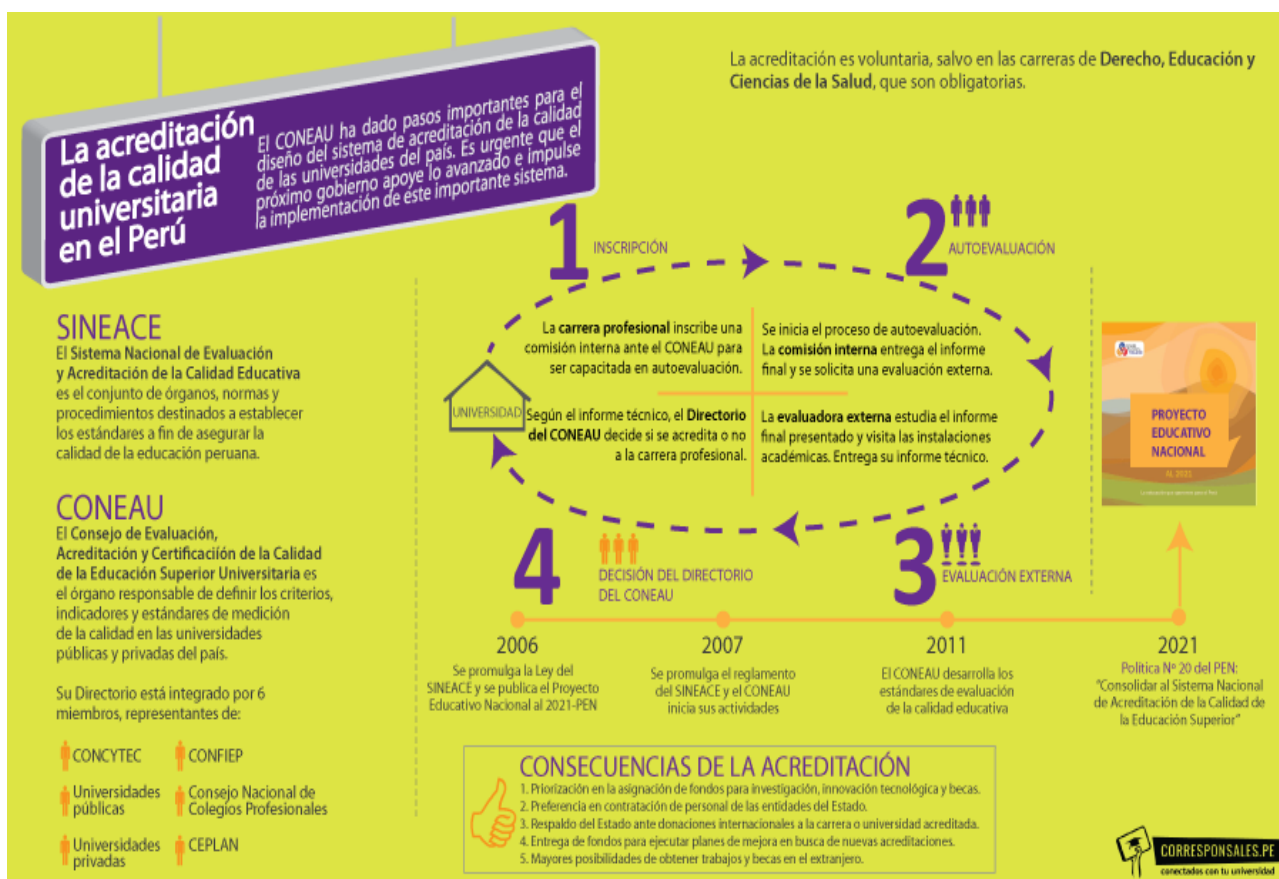 La acreditación
de la calidad
universitaria
en el Perú
El CONEAU ha dado pasos importantes para el
diseño del sistema de acreditación de la calidad
de las universidades del país. Es urgente que el
próximo gobierno apoye lo avanzado e impulse
la implementación de este importante sistema.
La acreditación es voluntaria, salvo en las carreras de Derecho, Educación y
Ciencias de la Salud, que son obligatorias.
SINEACE
El Sistema Nacional de Evaluación
y Acreditación de la Calidad Educativa
es el conjunto de órganos, normas y
procedimientos destinados a establecer
los estándares a fin de asegurar la
calidad de la educación peruana.
CONEAU
El Consejo de Evaluación,
Acreditación y Certificaciión de la Calidad
de la Educación Superior Universitaria es
el órgano responsable de definir los criterios,
indicadores y estándares de medición
de la calidad en las universidades
públicas y privadas del país.
Su Directorio está integrado por 6
miembros, representantes de:
CONCYTEC
CONFIEP
Universidades
públicas
Consejo Nacional de
Colegios Profesionales
Universidades
privadas
CEPLAN
1
INSCRIPCIÓN
La carrera profesional inscribe una
comisión interna ante el CONEAU para
ser capacitada en autoevaluación.
2
AUTOEVALUACIÓN
Se inicia el proceso de autoevaluación.
La comisión interna entrega el informe
final y se solicita una evaluación externa.
UNIVERSIDAD
Según el informe técnico, el Directorio
del CONEAU decide si se acredita o no
a la carrera profesional.
La evaluadora externa estudia el informe
final presentado y visita las instalaciones
académicas. Entrega su informe técnico.
4
DECISIÓN DEL DIRECTORIO
DEL CONEAU
3
EVALUACIÓN EXTERNA
PROYECTO
EDUCATIVO
NACIONAL
AL 2021
2006
Se promulga la Ley del
SINEACE y se publica el Proyecto
Educativo Nacional al 2021-PEN
2007
Se promulga el reglamento
del SINEACE y el CONEAU
inicia sus actividades
2011
El CONEAU desarrolla los
estándares de evaluación
de la calidad educativa
2021
Política Nº 20 del PEN:
"Consolidar al Sistema Nacional
de Acreditación de la Calidad de
la Educación Superior"
CONSECUENCIAS DE LA ACREDITACIÓN
1. Priorización en la asignación de fondos para investigación, innovación tecnológica y becas.
2. Preferencia en contratación de personal de las entidades del Estado.
3. Respaldo del Estado ante donaciones internacionales a la carrera o universidad acreditada.
4. Entrega de fondos para ejecutar planes de mejora en busca de nuevas acreditaciones.
5. Mayores posibilidades de obtener trabajos y becas en el extranjero.
CORRESPONSALES.PE
conectados con tu universidad